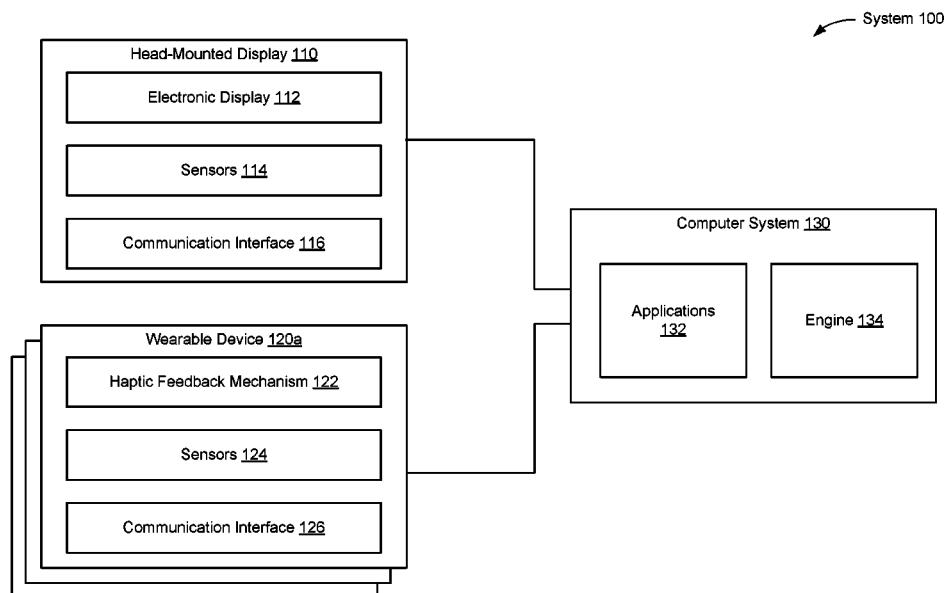 System 100
Head-Mounted Display 110
Electronic Display 112
Sensors 114
Communication Interface 116
Computer System 130
Applications
132
Engine 134
Wearable Device 120a
Haptic Feedback Mechanism 122
Sensors 124
Communication Interface 126